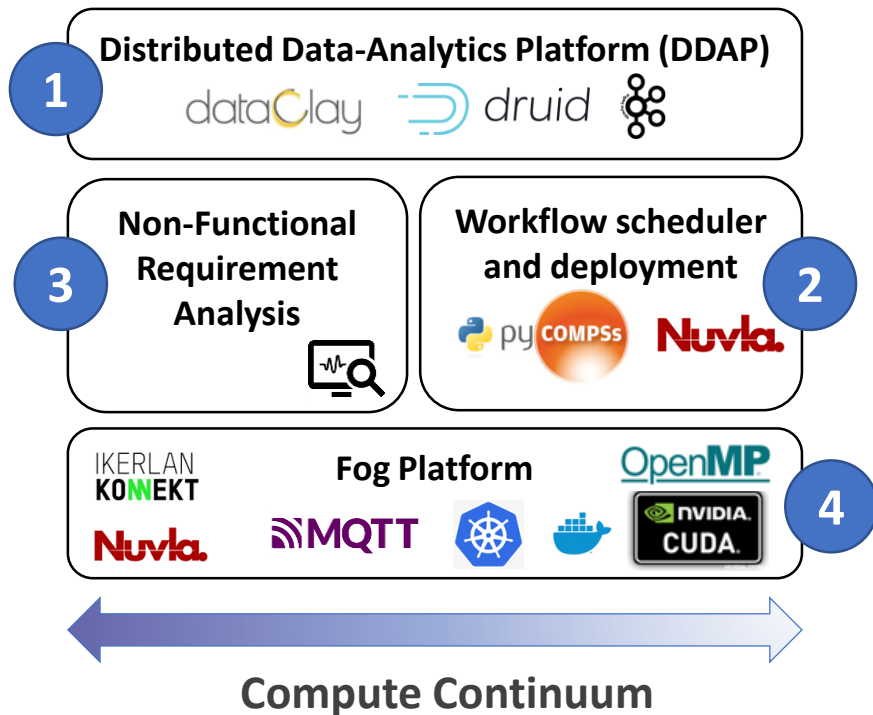 Distributed Data-Analytics Platform (DDAP)
1
dataClay
druid
Non-Functional
Requirement
Analysis
3
Workflow scheduler
and deployment
2
py COMPSs
Nuvla.
IKERLAN
KONNEKT
Fog Platform
OpenMP
4
Nuvla.
MQTT
NVIDIA.
CUDA.
Compute Continuum